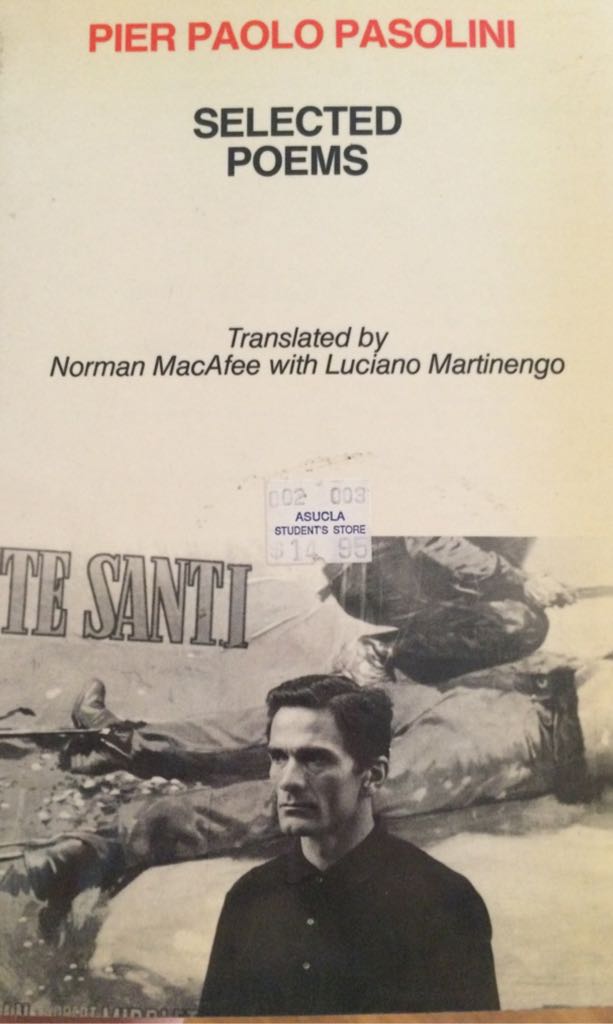 PIER PAOLO PASOLINI
SELECTED
POEMS
Translated by
Norman MacAfee with Luciano Martinengo
002 003
ASUCLA
STUDENT'S STORE
$14 95
TE SANTI